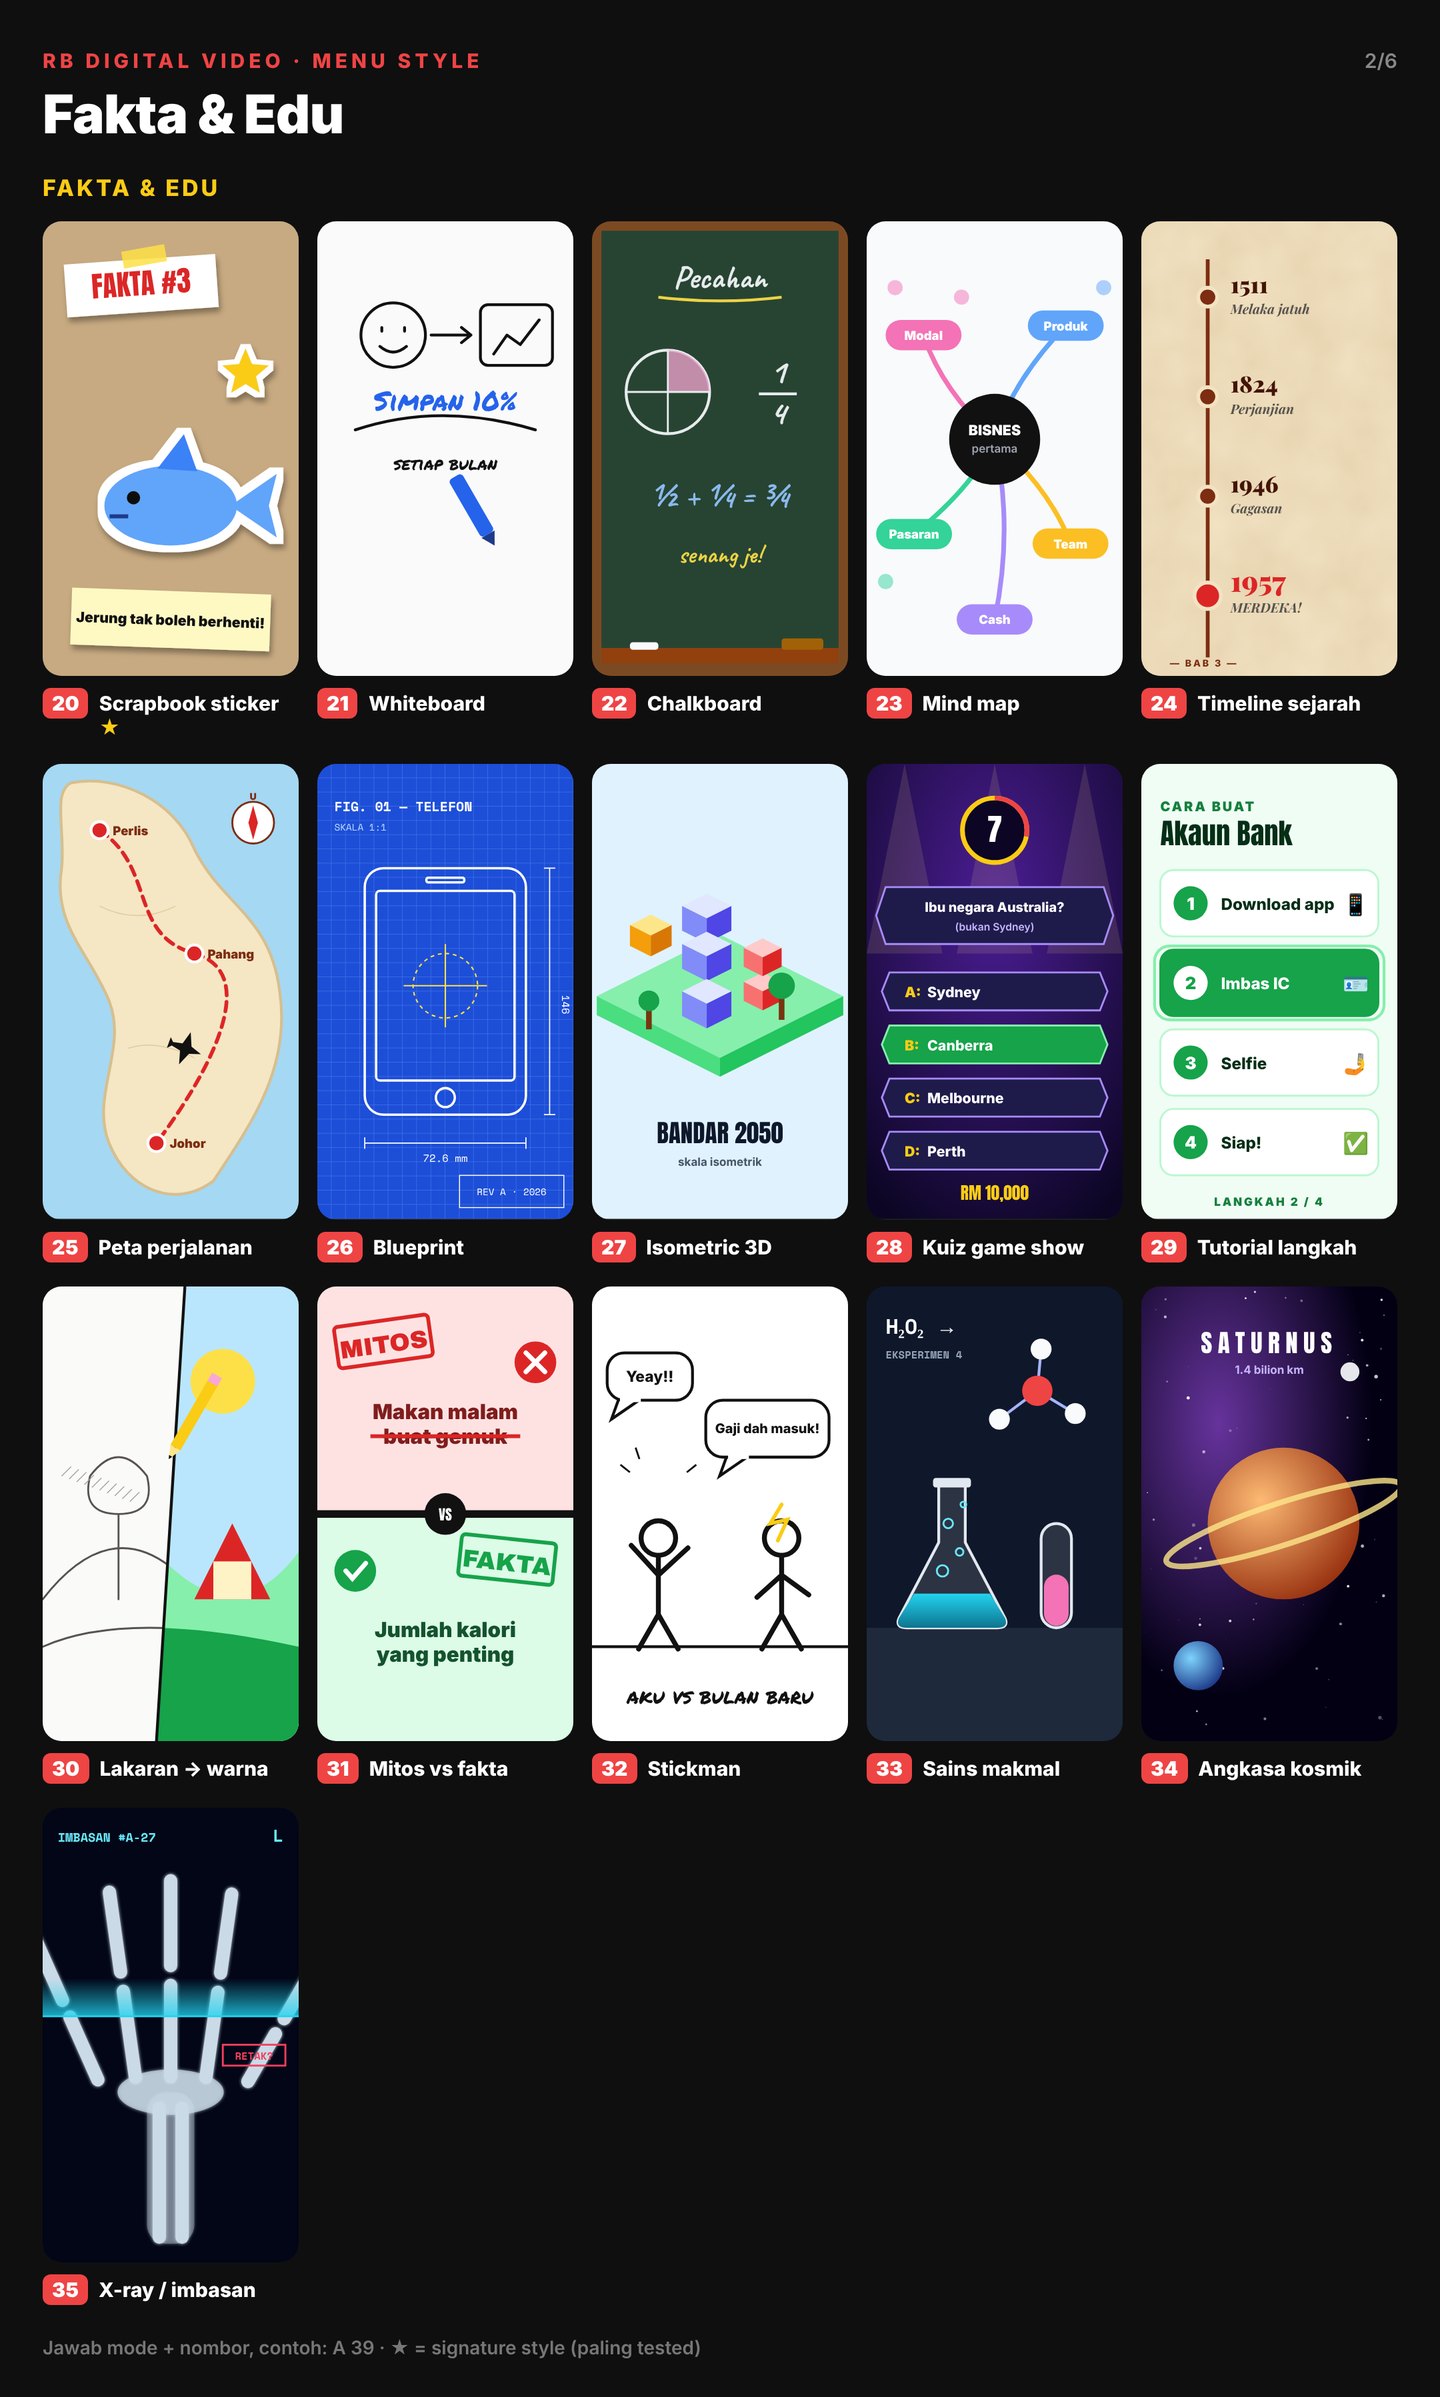 RB DIGITAL VIDEO · MENU STYLE
2/6
Fakta & Edu
FAKTA & EDU
FAKTA #3
Jerung tak boleh berhenti!
20 Scrapbook sticker
★
SIMPAN 10%
SETIAP BULAN
21 Whiteboard
Pecahan
1
4
½ + ¼ = ¾
senang je!
22 Chalkboard
Modal
Produk
BISNES
pertama
Pasaran
Team
Cash
23 Mind map
1511
Melaka jatuh
1824
Perjanjian
1946
Gagasan
1957
MERDEKA!
— BAB 3 —
24 Timeline sejarah
U
Perlis
Pahang
Johor
25 Peta perjalanan
FIG. 01 — TELEFON
SKALA 1:1
146
72.6 mm
REV A · 2026
26 Blueprint
BANDAR 2050
skala isometrik
27 Isometric 3D
7
Ibu negara Australia?
(bukan Sydney)
A: Sydney
B: Canberra
C: Melbourne
D: Perth
RM 10,000
28 Kuiz game show
CARA BUAT
Akaun Bank
1 Download app
2 Imbas IC
3 Selfie
4 Siap!
LANGKAH 2 / 4
29 Tutorial langkah
30 Lakaran → warna
MITOS
Makan malam
buat gemuk
VS
FAKTA
Jumlah kalori
yang penting
31 Mitos vs fakta
Yeay!!
Gaji dah masuk!
AKU VS BULAN BARU
32 Stickman
H₂O₂ →
EKSPERIMEN 4
33 Sains makmal
SATURNUS
1.4 bilion km
34 Angkasa kosmik
IMBASAN #A-27
L
RETAK?
35 X-ray / imbasan
Jawab mode + nombor, contoh: A 39 · ★ = signature style (paling tested)